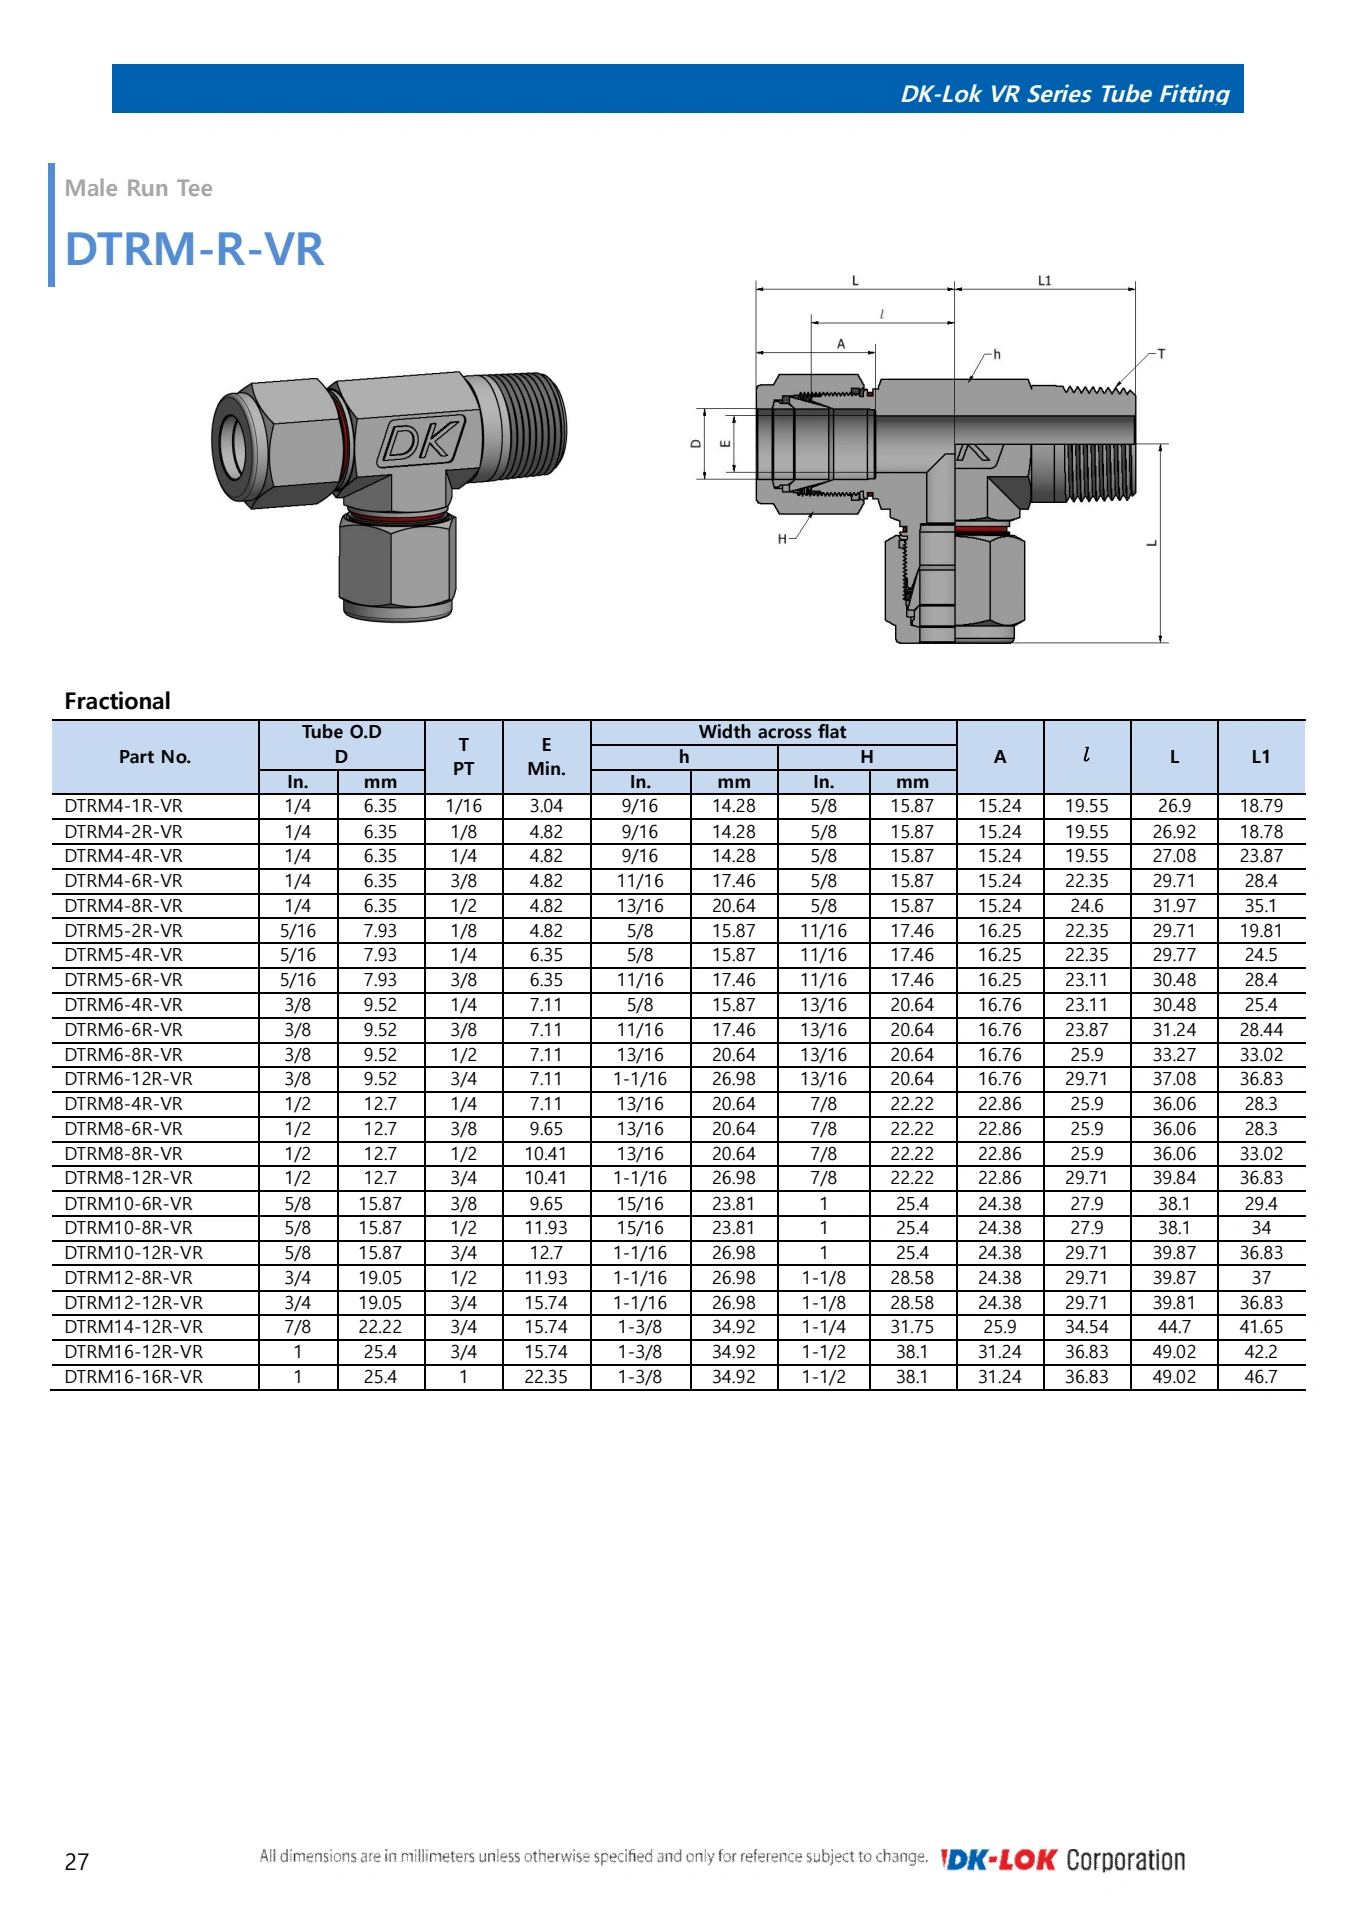 DK-Lok VR Series Tube Fitting
Male Run Tee
DTRM-R-VR
DK
L L1
l
A
h T
D E
H
L
Fractional
Part No. Tube O.D D In. mm T PT E Min. Width across flat h In. mm H In. mm A l L L1
DTRM4-1R-VR 1/4 6.35 1/16 3.04 9/16 14.28 5/8 15.87 15.24 19.55 26.9 18.79
DTRM4-2R-VR 1/4 6.35 1/8 4.82 9/16 14.28 5/8 15.87 15.24 19.55 26.92 18.78
DTRM4-4R-VR 1/4 6.35 1/4 4.82 9/16 14.28 5/8 15.87 15.24 19.55 27.08 23.87
DTRM4-6R-VR 1/4 6.35 3/8 4.82 11/16 17.46 5/8 15.87 15.24 22.35 29.71 28.4
DTRM4-8R-VR 1/4 6.35 1/2 4.82 13/16 20.64 5/8 15.87 15.24 24.6 31.97 35.1
DTRM5-2R-VR 5/16 7.93 1/8 4.82 5/8 15.87 11/16 17.46 16.25 22.35 29.71 19.81
DTRM5-4R-VR 5/16 7.93 1/4 6.35 5/8 15.87 11/16 17.46 16.25 22.35 29.77 24.5
DTRM5-6R-VR 5/16 7.93 3/8 6.35 11/16 17.46 11/16 17.46 16.25 23.11 30.48 28.4
DTRM6-4R-VR 3/8 9.52 1/4 7.11 5/8 15.87 13/16 20.64 16.76 23.11 30.48 25.4
DTRM6-6R-VR 3/8 9.52 3/8 7.11 11/16 17.46 13/16 20.64 16.76 23.87 31.24 28.44
DTRM6-8R-VR 3/8 9.52 1/2 7.11 13/16 20.64 13/16 20.64 16.76 25.9 33.27 33.02
DTRM6-12R-VR 3/8 9.52 3/4 7.11 1-1/16 26.98 13/16 20.64 16.76 29.71 37.08 36.83
DTRM8-4R-VR 1/2 12.7 1/4 7.11 13/16 20.64 7/8 22.22 22.86 25.9 36.06 28.3
DTRM8-6R-VR 1/2 12.7 3/8 9.65 13/16 20.64 7/8 22.22 22.86 25.9 36.06 28.3
DTRM8-8R-VR 1/2 12.7 1/2 10.41 13/16 20.64 7/8 22.22 22.86 25.9 36.06 33.02
DTRM8-12R-VR 1/2 12.7 3/4 10.41 1-1/16 26.98 7/8 22.22 22.86 29.71 39.84 36.83
DTRM10-6R-VR 5/8 15.87 3/8 9.65 15/16 23.81 1 25.4 24.38 27.9 38.1 29.4
DTRM10-8R-VR 5/8 15.87 1/2 11.93 15/16 23.81 1 25.4 24.38 27.9 38.1 34
DTRM10-12R-VR 5/8 15.87 3/4 12.7 1-1/16 26.98 1 25.4 24.38 29.71 39.87 36.83
DTRM12-8R-VR 3/4 19.05 1/2 11.93 1-1/16 26.98 1-1/8 28.58 24.38 29.71 39.87 37
DTRM12-12R-VR 3/4 19.05 3/4 15.74 1-1/16 26.98 1-1/8 28.58 24.38 29.71 39.81 36.83
DTRM14-12R-VR 7/8 22.22 3/4 15.74 1-3/8 34.92 1-1/4 31.75 25.9 34.54 44.7 41.65
DTRM16-12R-VR 1 25.4 3/4 15.74 1-3/8 34.92 1-1/2 38.1 31.24 36.83 49.02 42.2
DTRM16-16R-VR 1 25.4 1 22.35 1-3/8 34.92 1-1/2 38.1 31.24 36.83 49.02 46.7
27 All dimensions are in millimeters unless otherwise specified and only for reference subject to change. DK-LOK Corporation